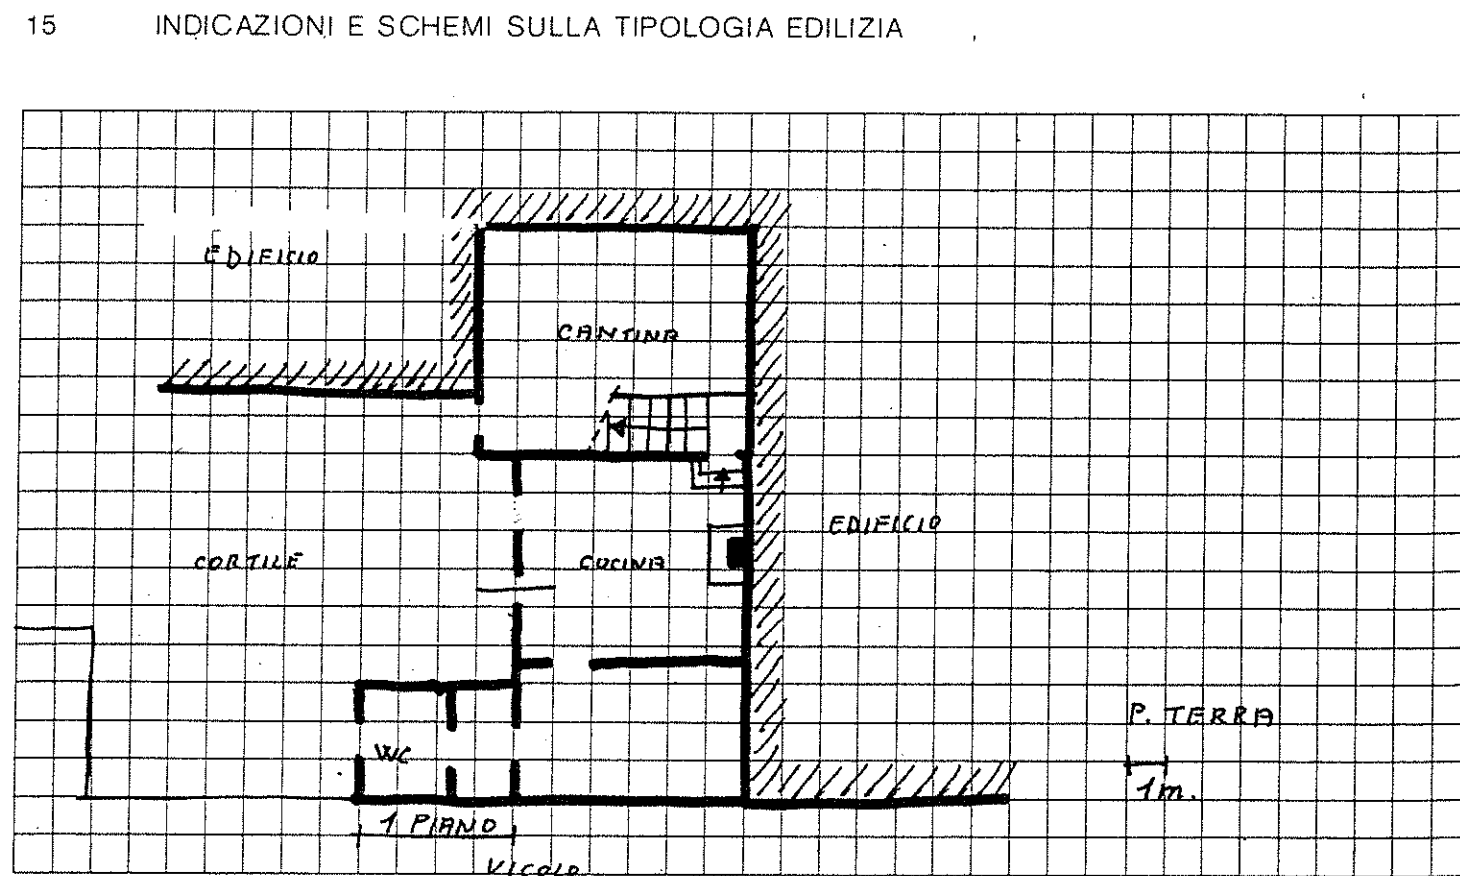 15 INDICAZIONI E SCHEMI SULLA TIPOLOGIA EDILIZIA
EDIFICIO
CANTINA
EDIFICIO
CORTILE
CUCINA
P. TERRA
WC
1m.
1 PIANO
VICOLO